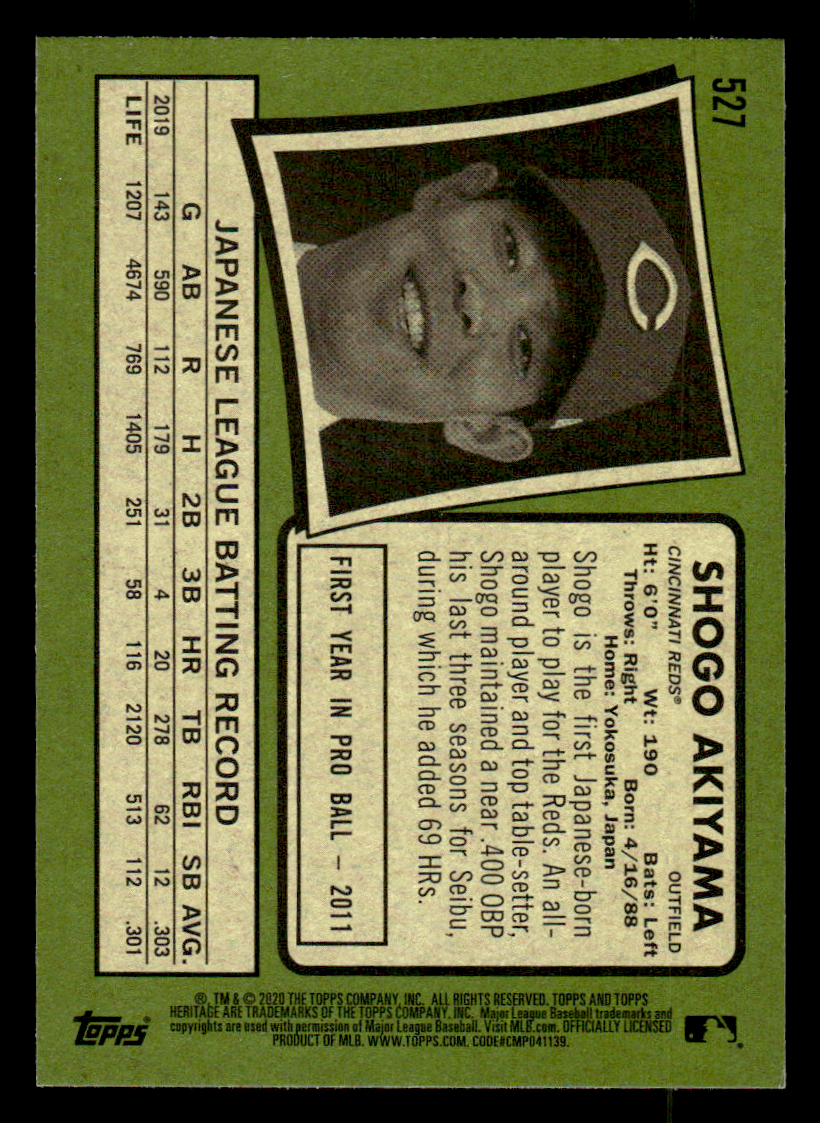 527
SHOGO AKIYAMA
CINCINNATI REDS® OUTFIELD
Ht: 6'0" Wt: 190 Bats: Left
Throws: Right Born: 4/16/88
Home: Yokosuka, Japan
Shogo is the first Japanese-born
player to play for the Reds. An all-
around player and top table-setter,
Shogo maintained a near .400 OBP
his last three seasons for Seibu,
during which he added 69 HRs.
FIRST YEAR IN PRO BALL – 2011
JAPANESE LEAGUE BATTING RECORD
G AB R H 2B 3B HR TB RBI SB AVG.
2019 143 590 112 179 31 4 20 278 62 12 .303
LIFE 1207 4674 769 1405 251 58 116 2120 513 112 .301
®, TM & © 2020 THE TOPPS COMPANY, INC. ALL RIGHTS RESERVED. TOPPS AND TOPPS
HERITAGE ARE TRADEMARKS OF THE TOPPS COMPANY, INC. Major League Baseball trademarks and
copyrights are used with permission of Major League Baseball. Visit MLB.com. OFFICIALLY LICENSED
PRODUCT OF MLB. WWW.TOPPS.COM. CODE#CMP041139.
TOPPS®